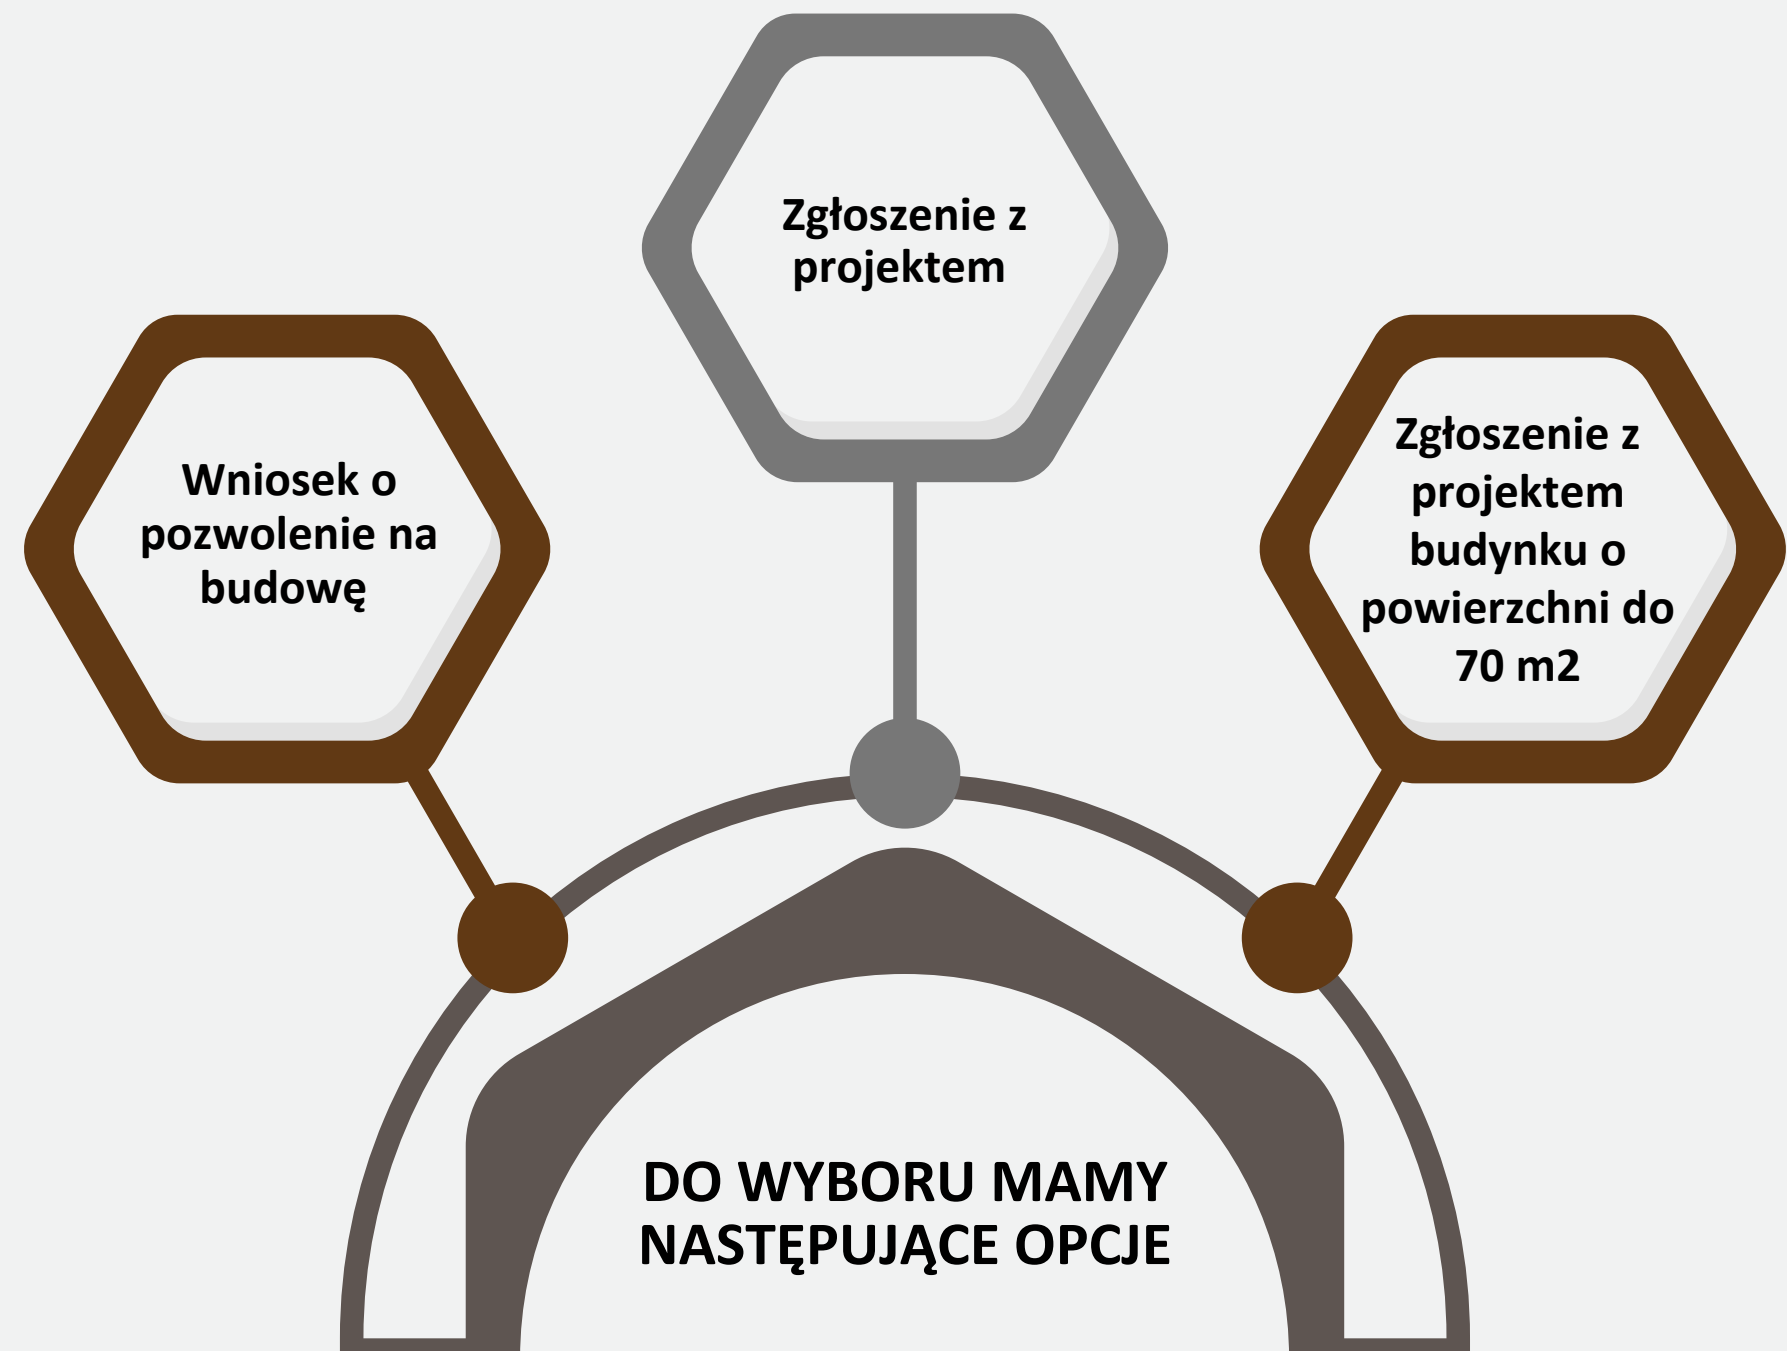 Zgłoszenie z
projektem
Wniosek o
pozwolenie na
budowę
Zgłoszenie z
projektem
budynku o
powierzchni do
70 m2
DO WYBORU MAMY
NASTĘPUJĄCE OPCJE